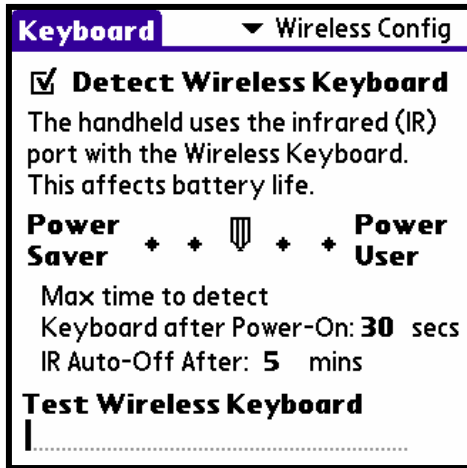 Keyboard Wireless Config
Detect Wireless Keyboard
The handheld uses the infrared (IR)
port with the Wireless Keyboard.
This affects battery life.
Power Power
Saver User
Max time to detect
Keyboard after Power-On: 30 secs
IR Auto-Off After: 5 mins
Test Wireless Keyboard